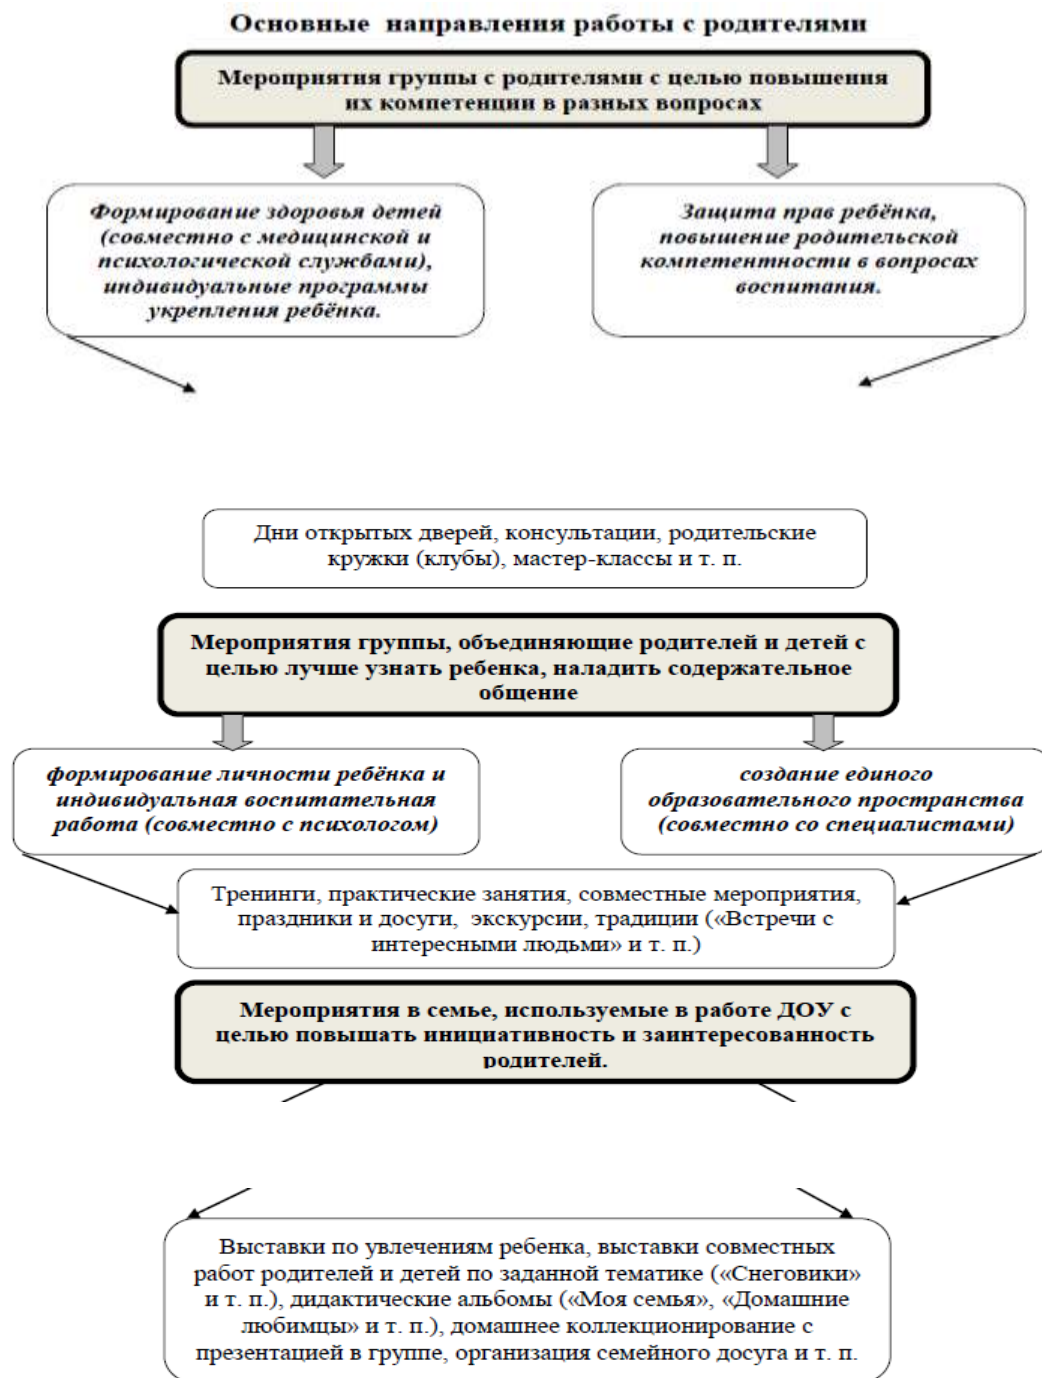 Основные направления работы с родителями
Мероприятия группы с родителями с целью повышения
их компетенции в разных вопросах
Формирование здоровья детей
(совместно с медицинской и
психологической службами),
индивидуальные программы
укрепления ребёнка.
Защита прав ребёнка,
повышение родительской
компетентности в вопросах
воспитания.
Дни открытых дверей, консультации, родительские
кружки (клубы), мастер-классы и т. п.
Мероприятия группы, объединяющие родителей и детей с
целью лучше узнать ребенка, наладить содержательное
общение
формирование личности ребёнка и
индивидуальная воспитательная
работа (совместно с психологом)
создание единого
образовательного пространства
(совместно со специалистами)
Тренинги, практические занятия, совместные мероприятия,
праздники и досуги, экскурсии, традиции («Встречи с
интересными людьми» и т. п.)
Мероприятия в семье, используемые в работе ДОУ с
целью повышать инициативность и заинтересованность
родителей.
Выставки по увлечениям ребенка, выставки совместных
работ родителей и детей по заданной тематике («Снеговики»
и т. п.), дидактические альбомы («Моя семья», «Домашние
любимцы» и т. п.), домашнее коллекционирование с
презентацией в группе, организация семейного досуга и т. п.